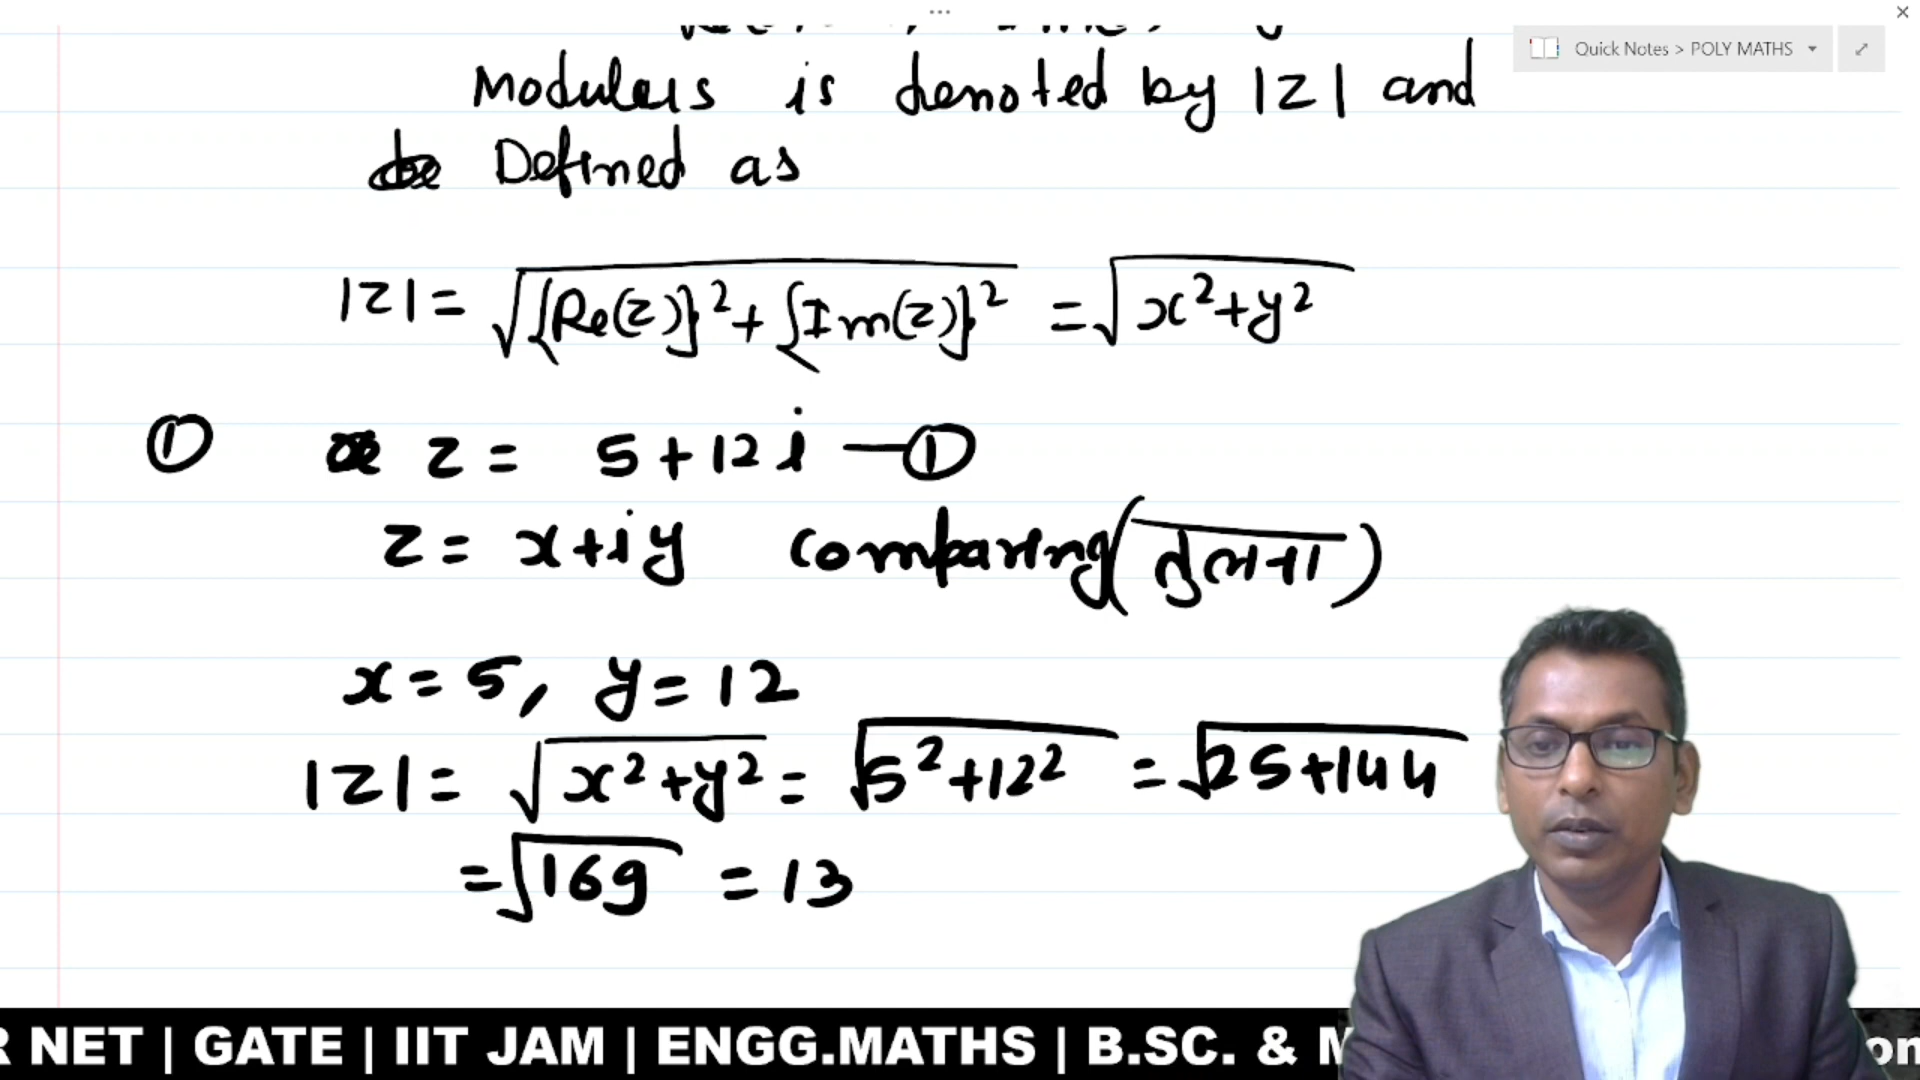 Quick Notes > POLY MATHS
Modulus is denoted by |z| and
Defined as
|z| = √{Re(z)}² + {Im(z)}² = √x²+y²
① z = 5+12i —①
z = x+iy comparing (तुलना)
x = 5, y = 12
|z| = √x²+y² = √5²+12² = √25+144
= √169 = 13
R NET | GATE | IIT JAM | ENGG.MATHS | B.SC. & M
on